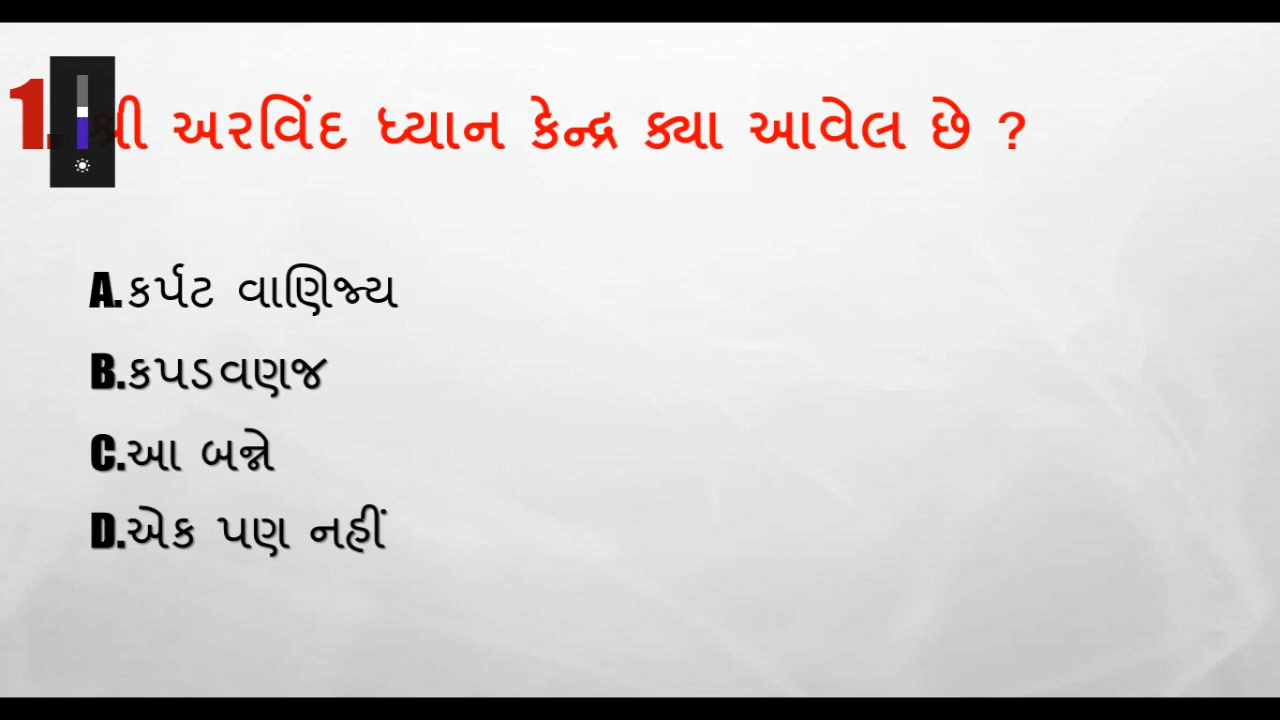 1. શ્રી અરવિંદ ધ્યાન કેન્દ્ર ક્યા આવેલ છે ?
A. કર્પટ વાણિજ્ય
B. કપડવણજ
C. આ બન્ને
D. એક પણ નહીં